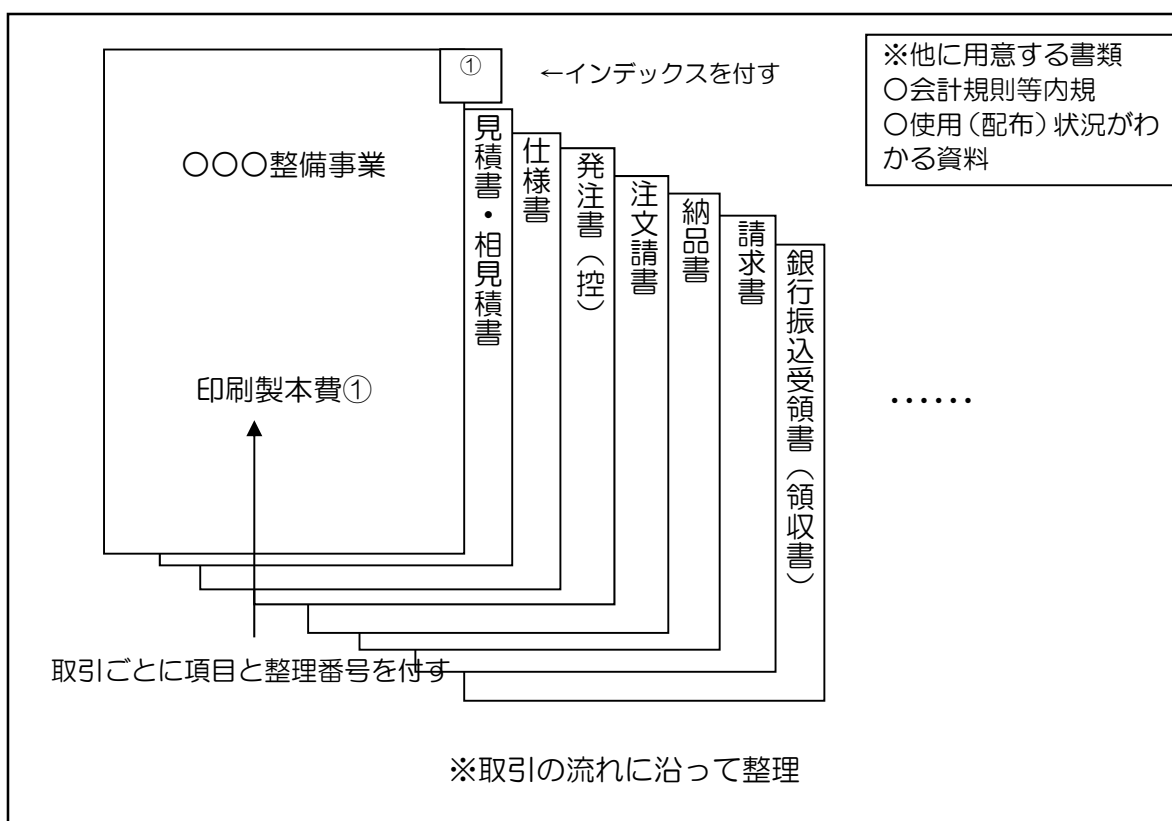 ①
←インデックスを付す
※他に用意する書類
○会計規則等内規
○使用（配布）状況がわ
かる資料
○○○整備事業
印刷製本費①
見積書・相見積書
仕様書
発注書（控）
注文請書
納品書
請求書
銀行振込受領書（領収書）
‥‥‥
取引ごとに項目と整理番号を付す
※取引の流れに沿って整理